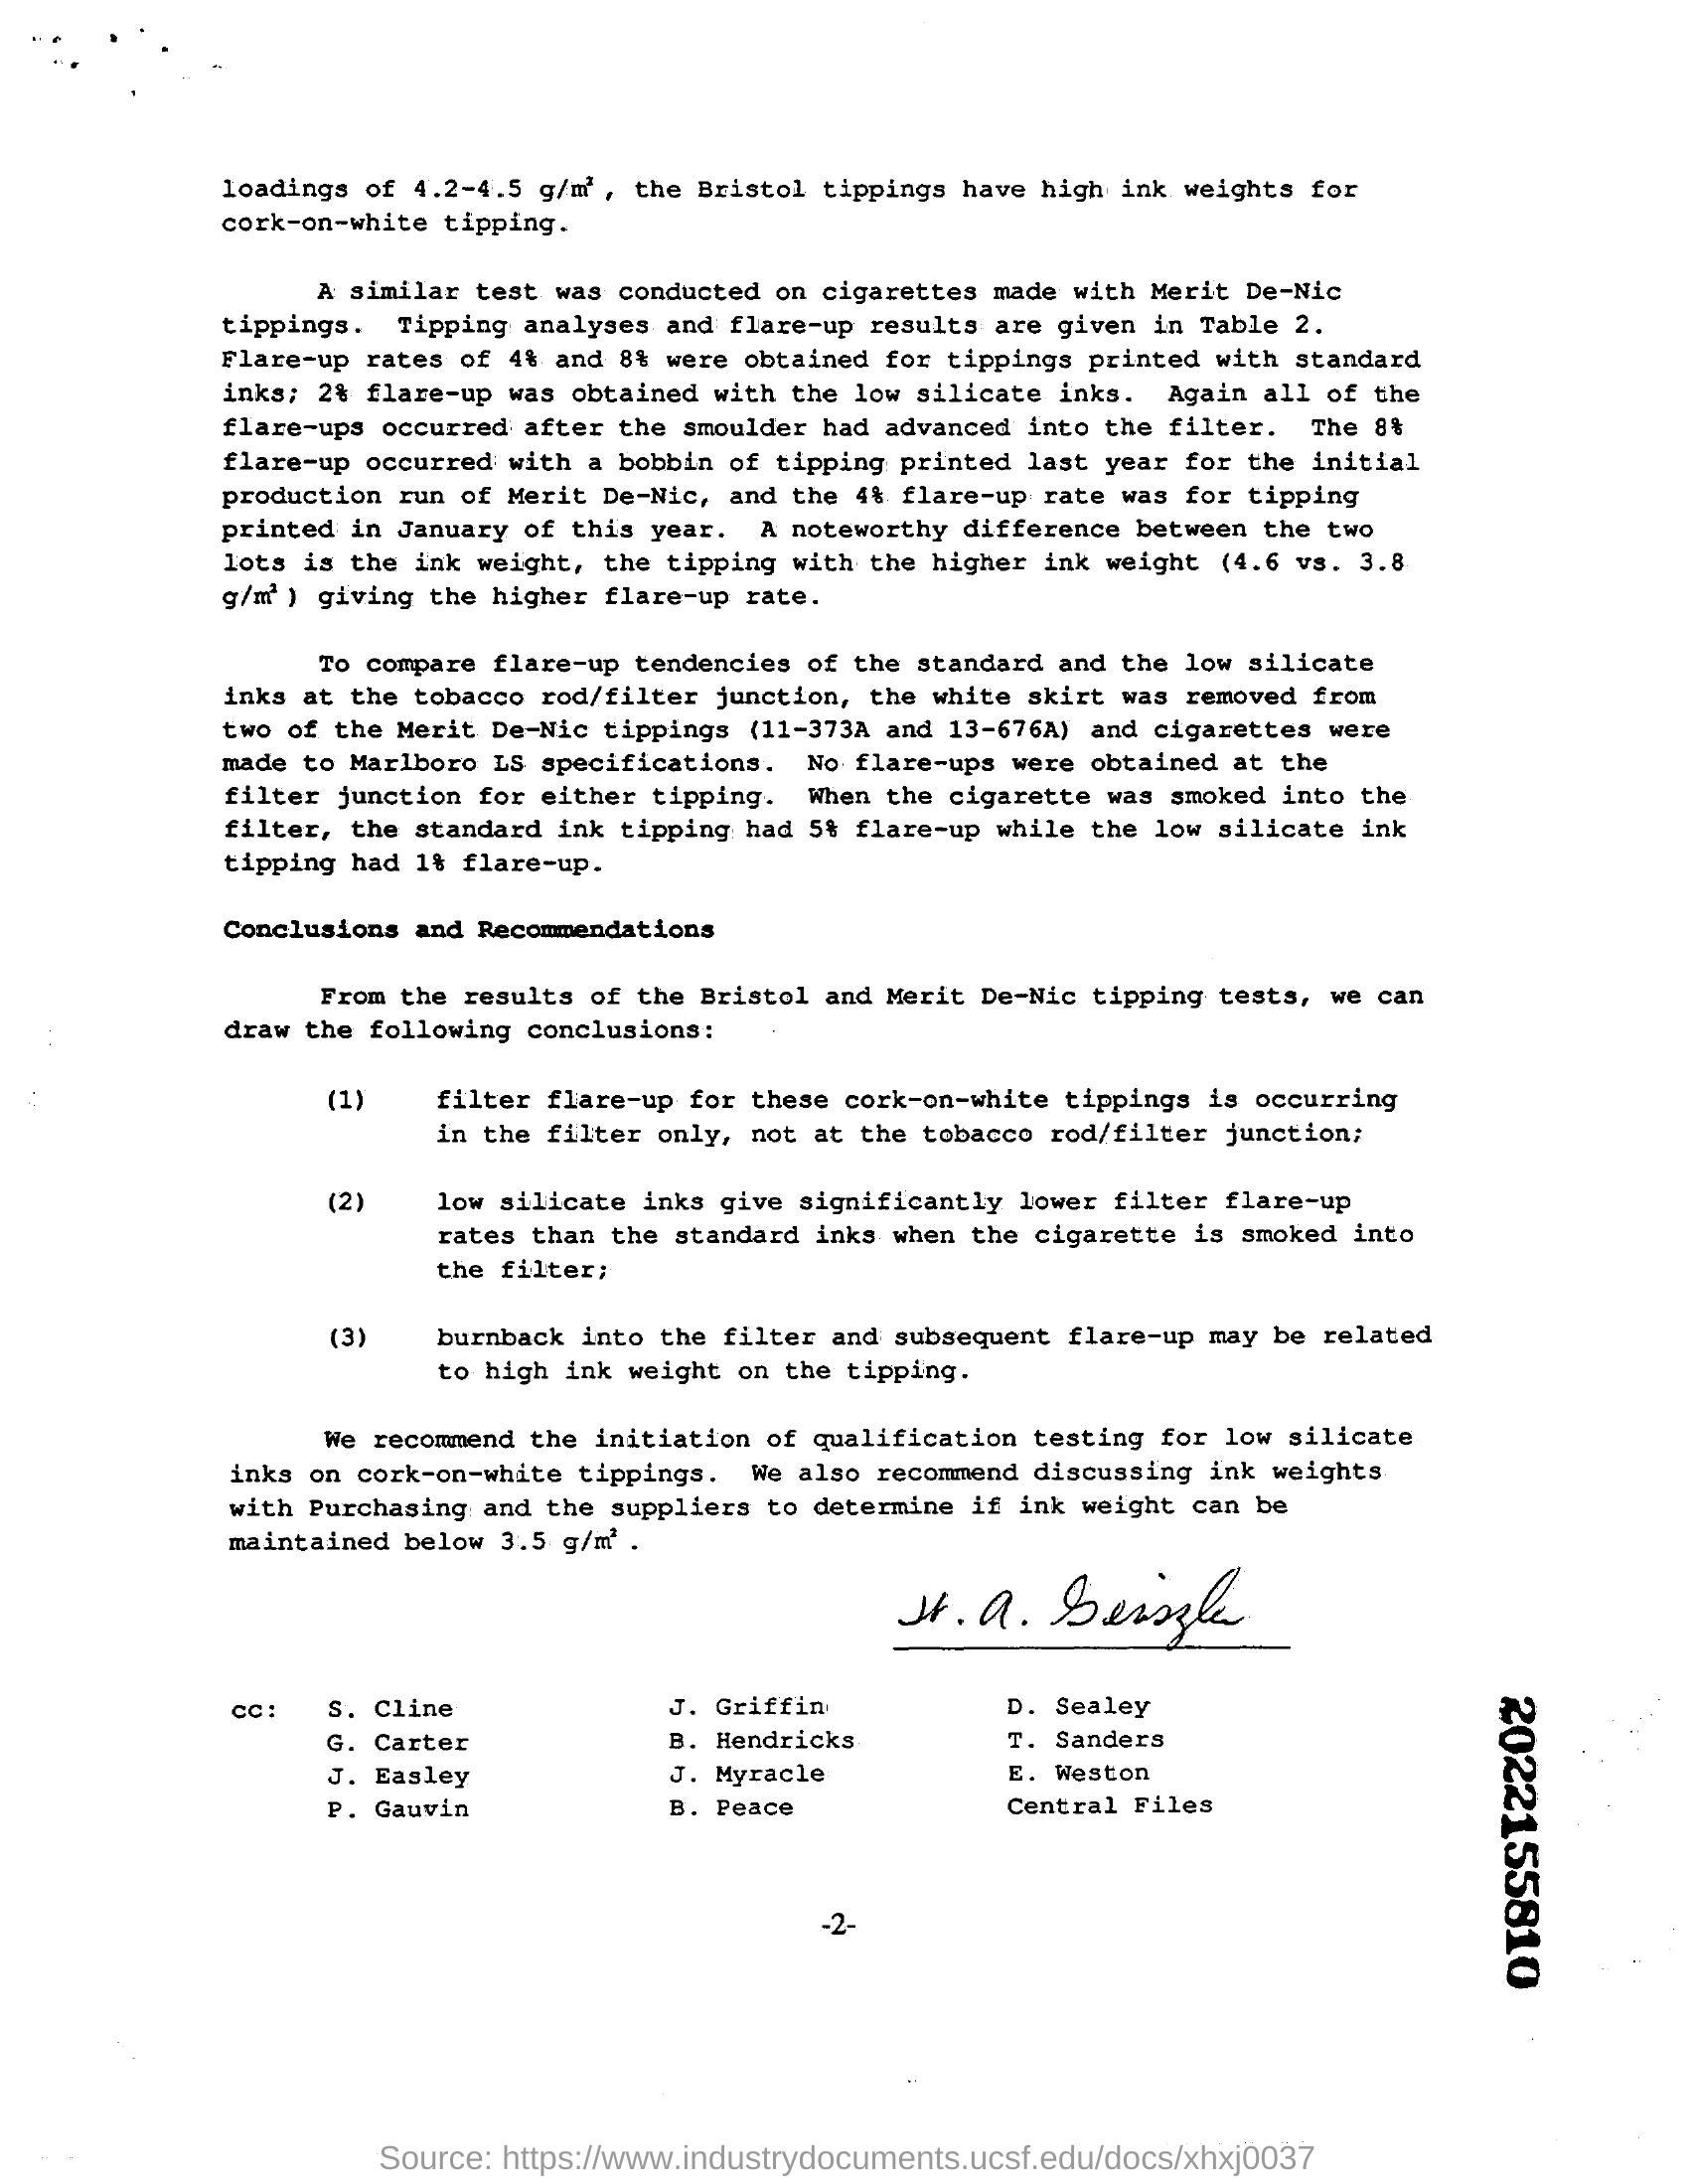 loadings of 4.2-4.5 g/m², the Bristol tippings have high ink weights for
cork-on-white tipping.
A similar test was conducted on cigarettes made with Merit De-Nic
tippings. Tipping analyses and flare-up results are given in Table 2.
Flare-up rates of 4% and 8% were obtained for tippings printed with standard
inks; 2% flare-up was obtained with the low silicate inks. Again all of the
flare-ups occurred after the smoulder had advanced into the filter. The 8%
flare-up occurred with a bobbin of tipping printed last year for the initial
production run of Merit De-Nic, and the 4% flare-up rate was for tipping
printed in January of this year. A noteworthy difference between the two
lots is the ink weight, the tipping with the higher ink weight (4.6 vs. 3.8
g/m²) giving the higher flare-up rate.
To compare flare-up tendencies of the standard and the low silicate
inks at the tobacco rod/filter junction, the white skirt was removed from
two of the Merit De-Nic tippings (11-373A and 13-676A) and cigarettes were
made to Marlboro LS specifications. No flare-ups were obtained at the
filter junction for either tipping. When the cigarette was smoked into the
filter, the standard ink tipping had 5% flare-up while the low silicate ink
tipping had 1% flare-up.
Conclusions and Recommendations
From the results of the Bristol and Merit De-Nic tipping tests, we can
draw the following conclusions:
(1) filter flare-up for these cork-on-white tippings is occurring
in the filter only, not at the tobacco rod/filter junction;
(2) low silicate inks give significantly lower filter flare-up
rates than the standard inks when the cigarette is smoked into
the filter;
(3) burnback into the filter and subsequent flare-up may be related
to high ink weight on the tipping.
We recommend the initiation of qualification testing for low silicate
inks on cork-on-white tippings. We also recommend discussing ink weights
with Purchasing and the suppliers to determine if ink weight can be
maintained below 3.5 g/m².
A.
cc: S. Cline J. Griffin D. Sealey
G. Carter B. Hendricks T. Sanders
J. Easley J. Myracle E. Weston
P. Gauvin B. Peace Central Files
2022155810
-2-
Source: https://www.industrydocuments.ucsf.edu/docs/xhxj0037